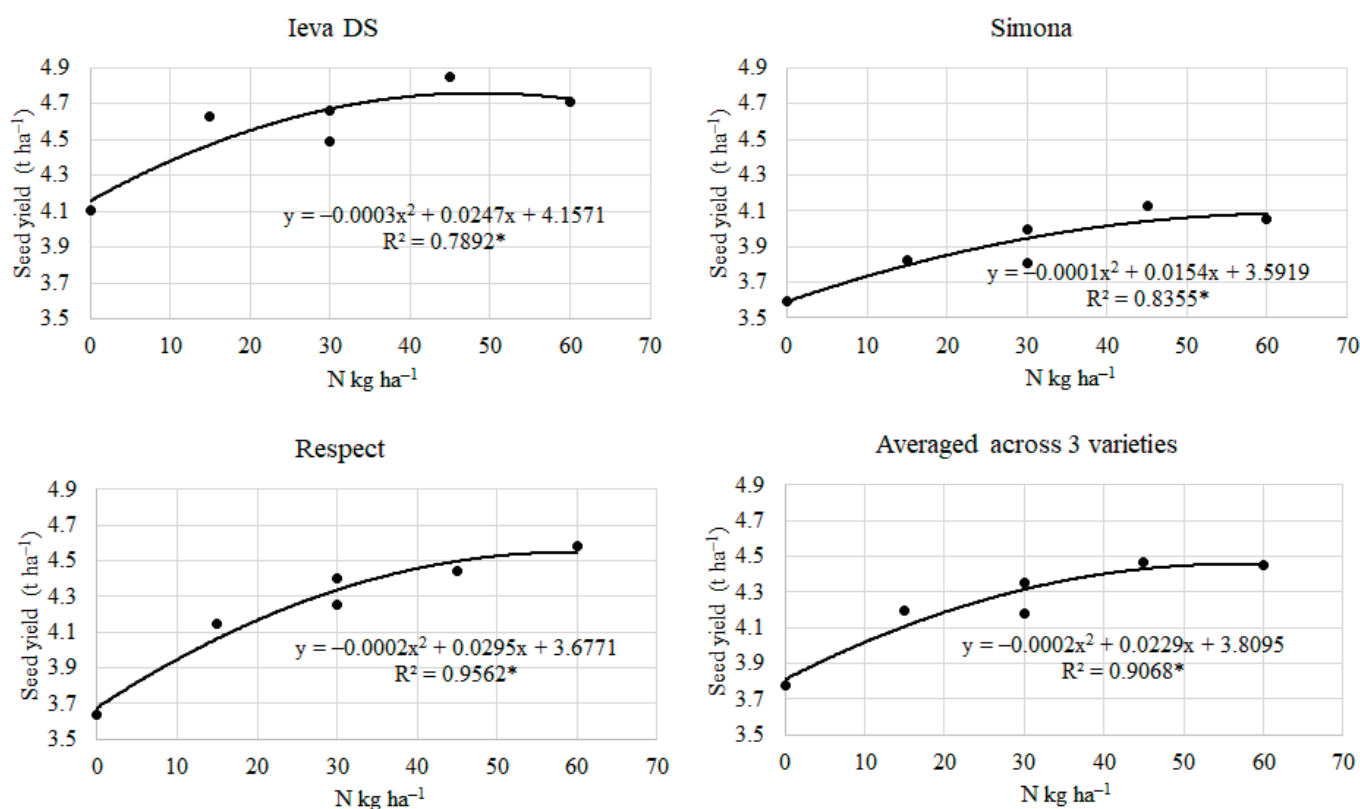 Ieva DS
Seed yield (t ha⁻¹)
4.9
4.7
4.5
4.3
4.1
3.9
3.7
3.5
y = −0.0003x² + 0.0247x + 4.1571
R² = 0.7892*
0 10 20 30 40 50 60 70
N kg ha⁻¹
Simona
Seed yield (t ha⁻¹)
4.9
4.7
4.5
4.3
4.1
3.9
3.7
3.5
y = −0.0001x² + 0.0154x + 3.5919
R² = 0.8355*
0 10 20 30 40 50 60 70
N kg ha⁻¹
Respect
Seed yield (t ha⁻¹)
4.9
4.7
4.5
4.3
4.1
3.9
3.7
3.5
y = −0.0002x² + 0.0295x + 3.6771
R² = 0.9562*
0 10 20 30 40 50 60 70
N kg ha⁻¹
Averaged across 3 varieties
Seed yield (t ha⁻¹)
4.9
4.7
4.5
4.3
4.1
3.9
3.7
3.5
y = −0.0002x² + 0.0229x + 3.8095
R² = 0.9068*
0 10 20 30 40 50 60 70
N kg ha⁻¹